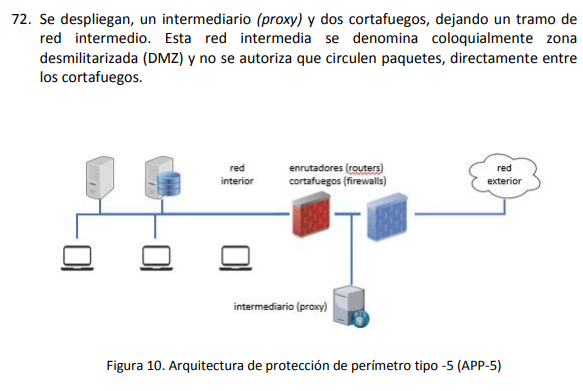 72. Se despliegan, un intermediario (proxy) y dos cortafuegos, dejando un tramo de
red intermedio. Esta red intermedia se denomina coloquialmente zona
desmilitarizada (DMZ) y no se autoriza que circulen paquetes, directamente entre
los cortafuegos.
red
interior
enrutadores (routers)
cortafuegos (firewalls)
red
exterior
intermediario (proxy)
Figura 10. Arquitectura de protección de perímetro tipo -5 (APP-5)